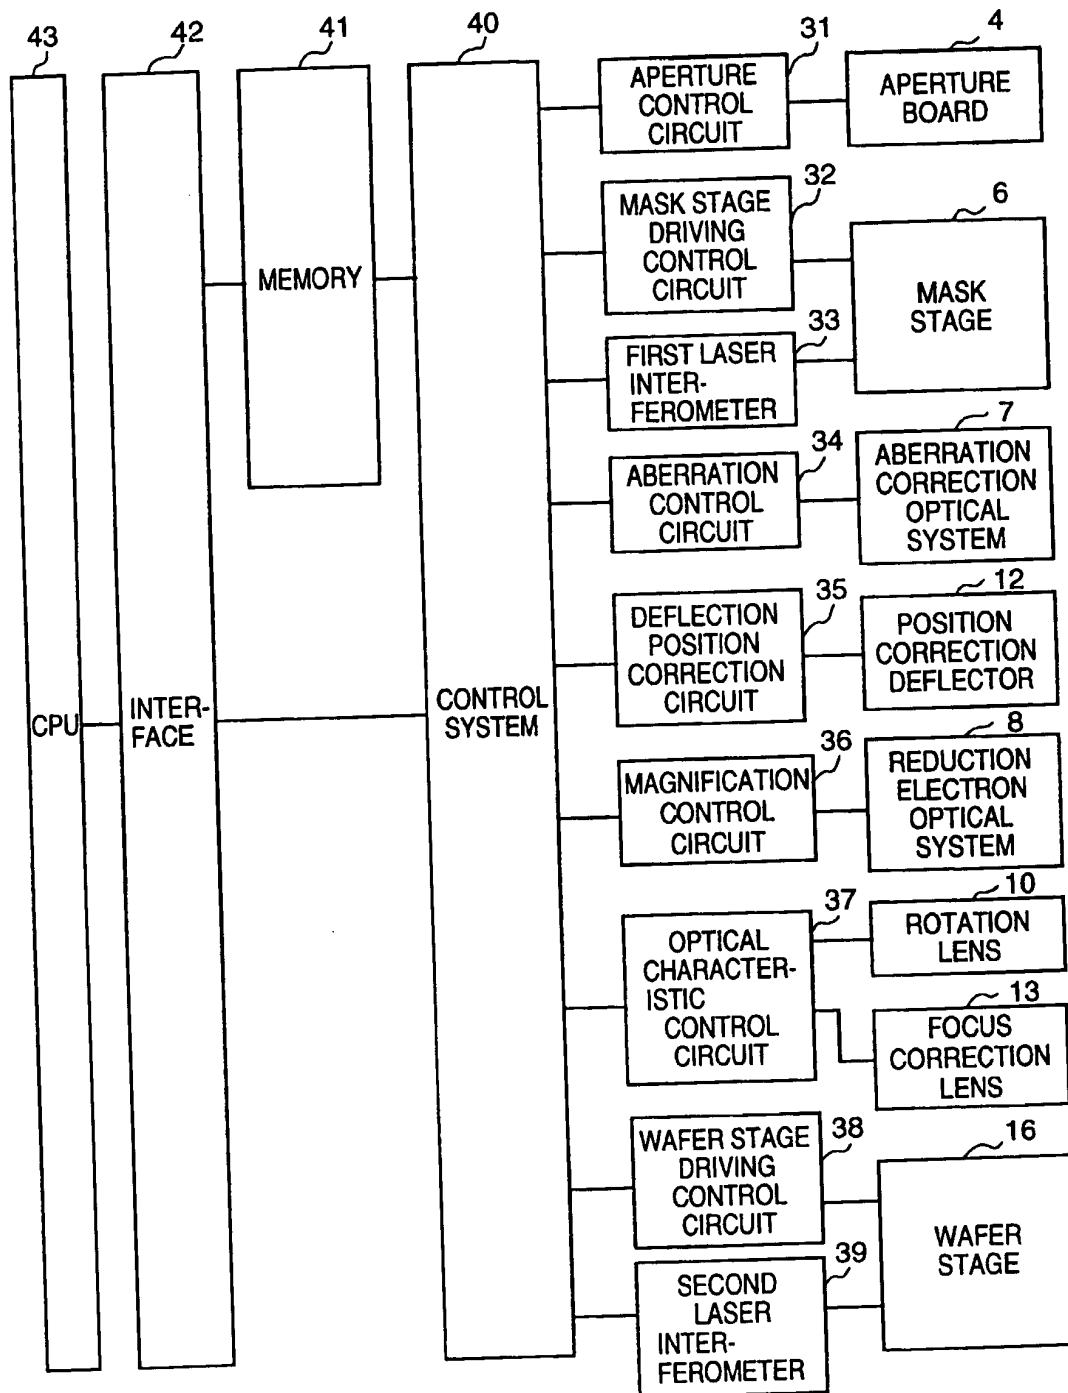 43
42
41
40
31
4
APERTURE
CONTROL
CIRCUIT
APERTURE
BOARD
32
6
MASK STAGE
DRIVING
CONTROL
CIRCUIT
MASK
STAGE
MEMORY
33
FIRST LASER
INTER-
FEROMETER
34
7
ABERRATION
CONTROL
CIRCUIT
ABERRATION
CORRECTION
OPTICAL
SYSTEM
35
12
DEFLECTION
POSITION
CORRECTION
CIRCUIT
POSITION
CORRECTION
DEFLECTOR
CPU
INTER-
FACE
CONTROL
SYSTEM
36
8
MAGNIFICATION
CONTROL
CIRCUIT
REDUCTION
ELECTRON
OPTICAL
SYSTEM
37
10
OPTICAL
CHARACTER-
ISTIC
CONTROL
CIRCUIT
ROTATION
LENS
13
FOCUS
CORRECTION
LENS
38
16
WAFER STAGE
DRIVING
CONTROL
CIRCUIT
WAFER
STAGE
39
SECOND
LASER
INTER-
FEROMETER